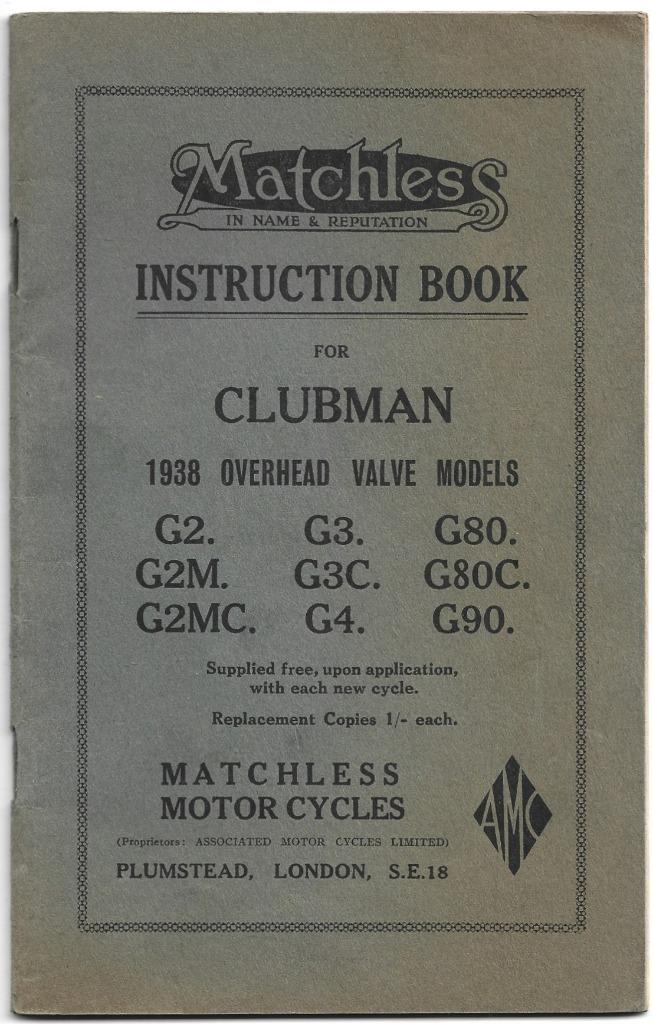 Matchless
IN NAME & REPUTATION
INSTRUCTION BOOK
FOR
CLUBMAN
1938 OVERHEAD VALVE MODELS
G2. G3. G80.
G2M. G3C. G80C.
G2MC. G4. G90.
Supplied free, upon application,
with each new cycle.
Replacement Copies 1/- each.
MATCHLESS
MOTOR CYCLES
(Proprietors: ASSOCIATED MOTOR CYCLES LIMITED)
PLUMSTEAD, LONDON, S.E.18
AMC